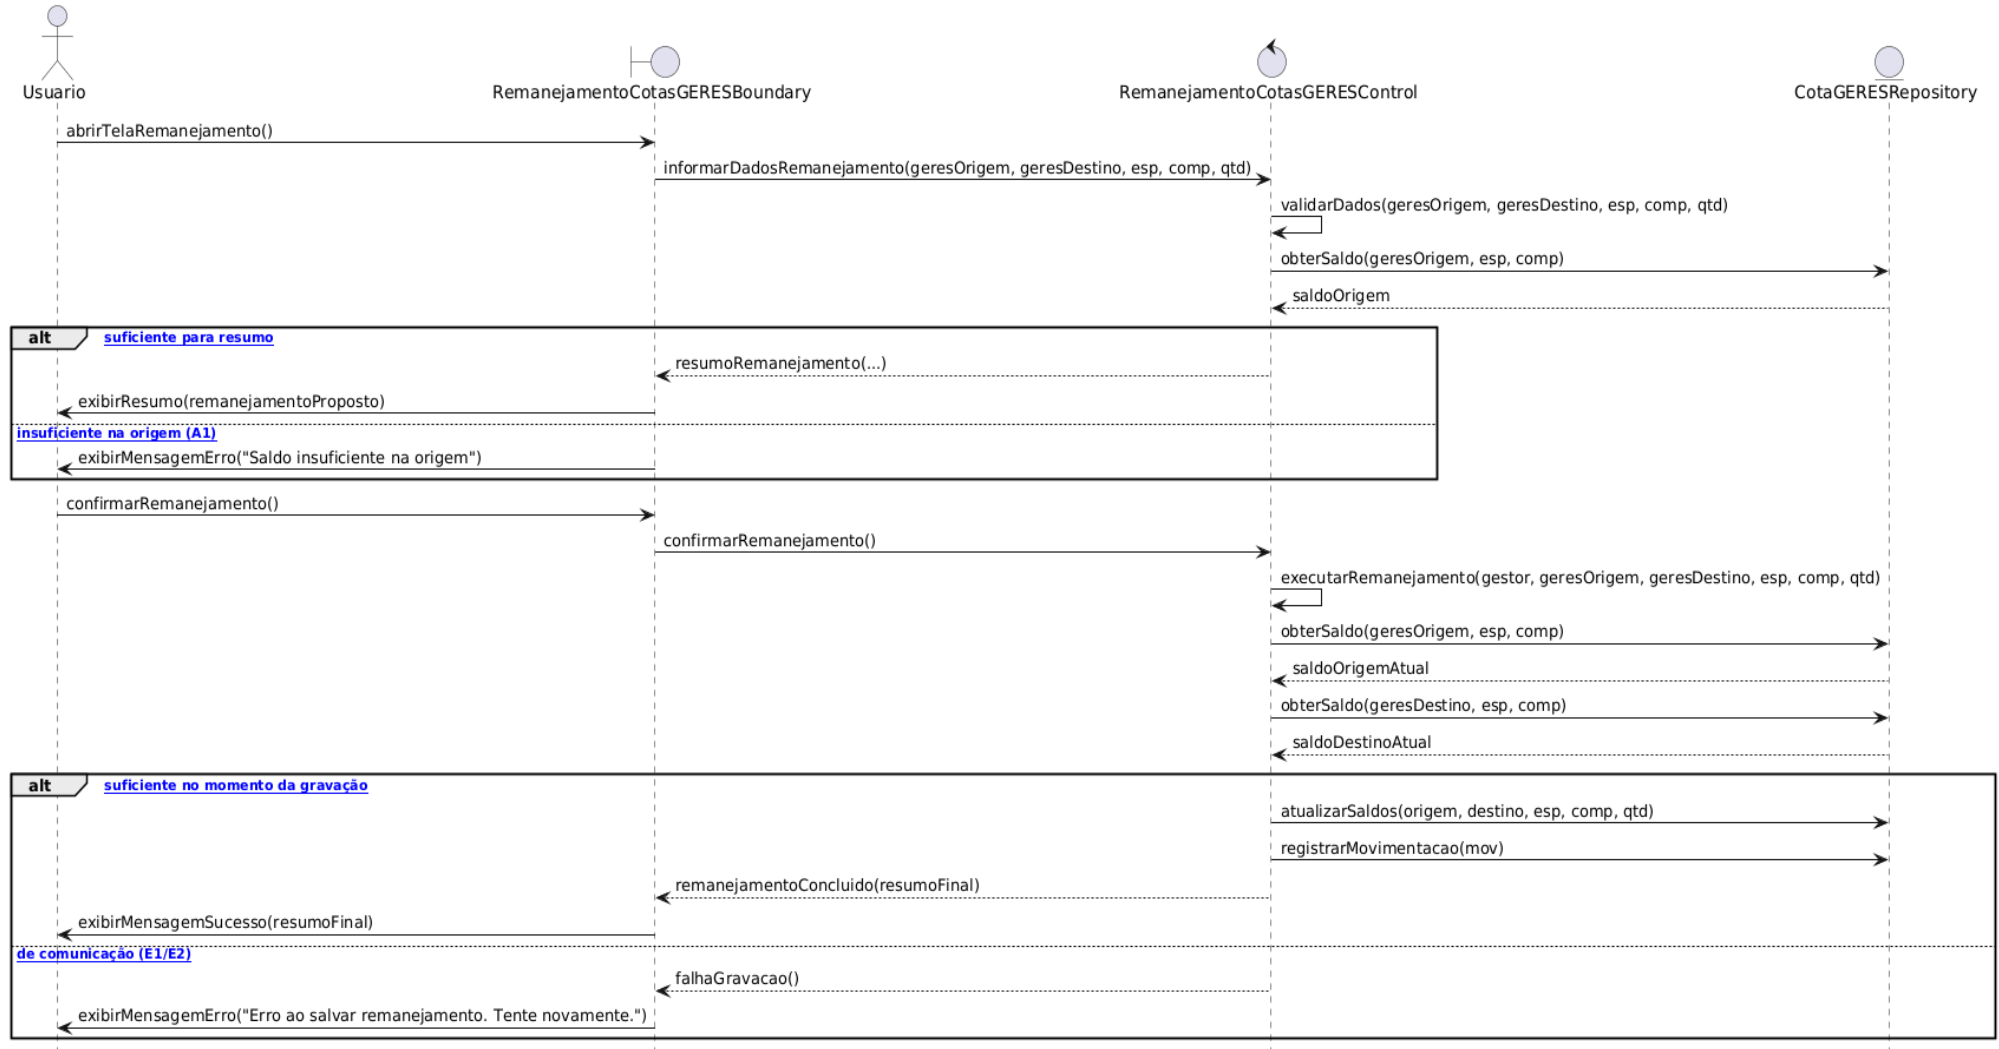 Usuario
RemanejamentoCotasGERESBoundary
RemanejamentoCotasGERESControl
CotaGERESRepository
abrirTelaRemanejamento()
informarDadosRemanejamento(geresOrigem, geresDestino, esp, comp, qtd)
validarDados(geresOrigem, geresDestino, esp, comp, qtd)
obterSaldo(geresOrigem, esp, comp)
saldoOrigem
alt
suficiente para resumo
resumoRemanejamento(...)
exibirResumo(remanejamentoProposto)
insuficiente na origem (A1)
exibirMensagemErro("Saldo insuficiente na origem")
confirmarRemanejamento()
confirmarRemanejamento()
executarRemanejamento(gestor, geresOrigem, geresDestino, esp, comp, qtd)
obterSaldo(geresOrigem, esp, comp)
saldoOrigemAtual
obterSaldo(geresDestino, esp, comp)
saldoDestinoAtual
alt
suficiente no momento da gravação
atualizarSaldos(origem, destino, esp, comp, qtd)
registrarMovimentacao(mov)
remanejamentoConcluido(resumoFinal)
exibirMensagemSucesso(resumoFinal)
de comunicação (E1/E2)
falhaGravacao()
exibirMensagemErro("Erro ao salvar remanejamento. Tente novamente.")